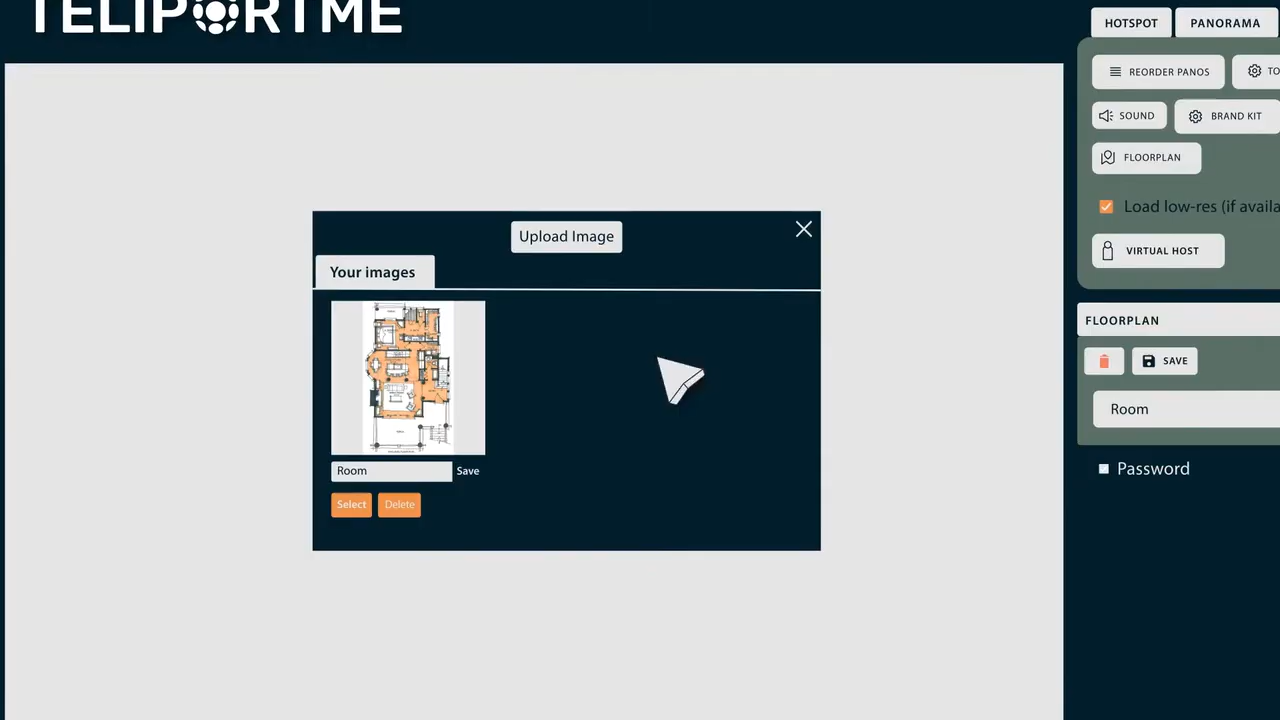 TELIPORTME
HOTSPOT
PANORAMA
REORDER PANOS
TO
SOUND
BRAND KIT
FLOORPLAN
Load low-res (if availa
VIRTUAL HOST
FLOORPLAN
SAVE
Room
Password
Upload Image
Your images
Room
Save
Select
Delete